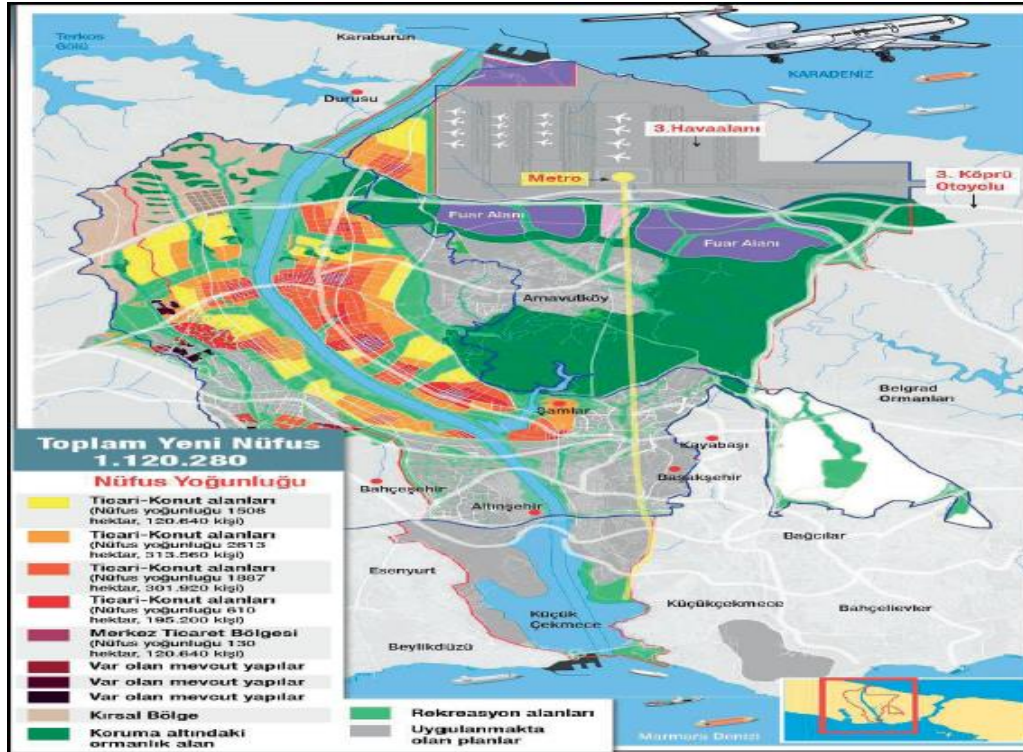 Terkos
Gölü
Karaburun
KARADENİZ
Durusu
3.Havaalanı
Metro
3. Köprü
Otoyolu
Fuar Alanı
Fuar Alanı
Arnavutköy
Belgrad
Ormanları
Şamlar
Kayabaşı
Başakşehir
Bahçeşehir
Altınşehir
Bağcılar
Esenyurt
Küçükçekmece
Bahçelievler
Küçük
Çekmece
Beylikdüzü
Marmara Denizi
Toplam Yeni Nüfus
1.120.280
Nüfus Yoğunluğu
Ticari-Konut alanları
(Nüfus yoğunluğu 1508
hektar, 120.640 kişi)
Ticari-Konut alanları
(Nüfus yoğunluğu 2613
hektar, 313.560 kişi)
Ticari-Konut alanları
(Nüfus yoğunluğu 1887
hektar, 301.920 kişi)
Ticari-Konut alanları
(Nüfus yoğunluğu 610
hektar, 195.200 kişi)
Merkez Ticaret Bölgesi
(Nüfus yoğunluğu 130
hektar, 120.640 kişi)
Var olan mevcut yapılar
Var olan mevcut yapılar
Var olan mevcut yapılar
Kırsal Bölge
Koruma altındaki
ormanlık alan
Rekreasyon alanları
Uygulanmakta
olan planlar